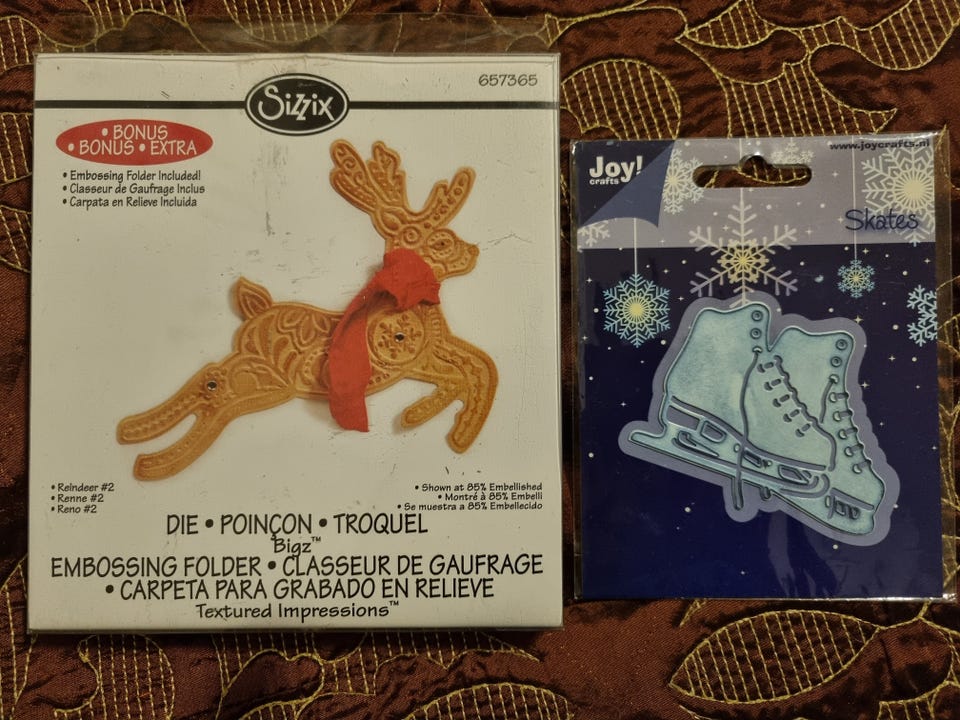 657365
Sizzix
• BONUS
• BONUS • EXTRA
• Embossing Folder Included!
• Classeur de Gaufrage Inclus
• Carpata en Relieve Incluida
• Reindeer #2
• Renne #2
• Reno #2
• Shown at 85% Embellished
• Montré à 85% Embelli
• Se muestra a 85% Embellecido
DIE • POINÇON • TROQUEL
Bigz™
EMBOSSING FOLDER • CLASSEUR DE GAUFRAGE
• CARPETA PARA GRABADO EN RELIEVE
Textured Impressions™
www.joycrafts.nl
Joy!
crafts
Skates